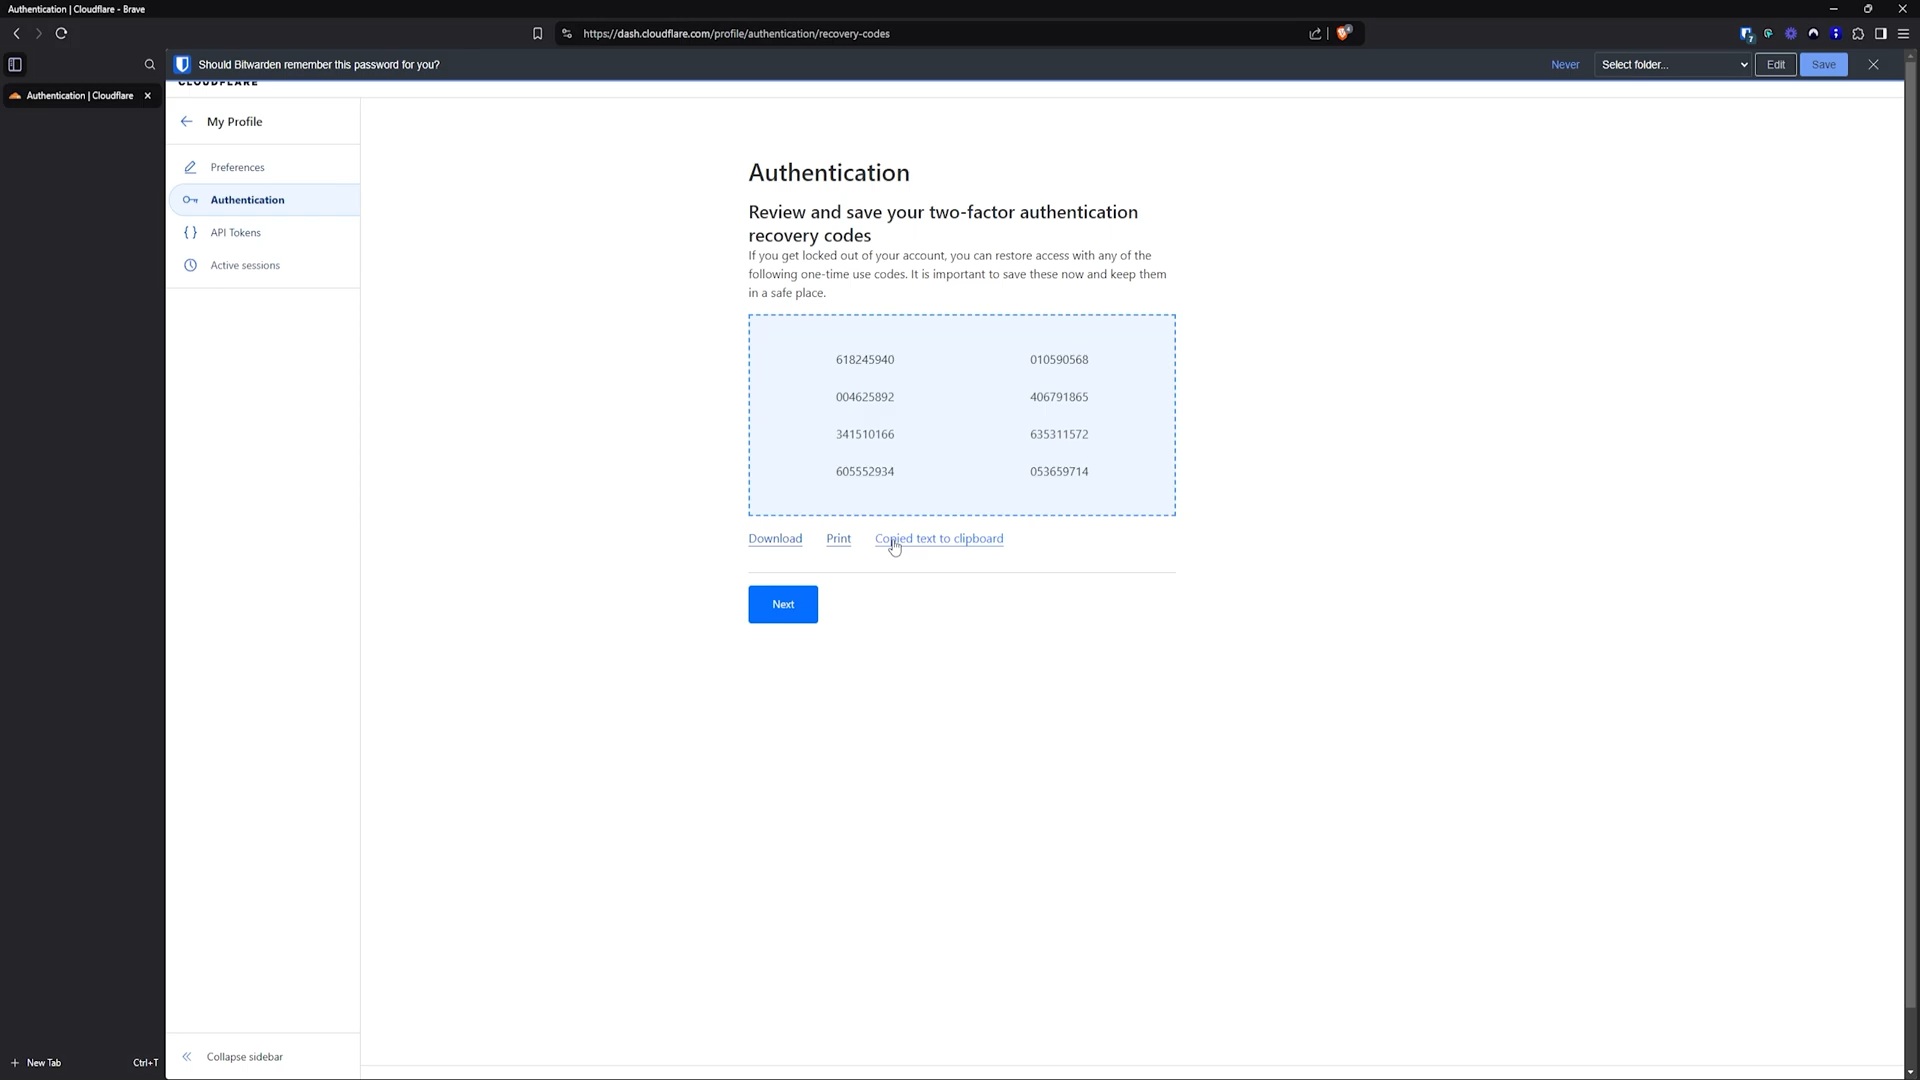 Authentication | Cloudflare - Brave
https://dash.cloudflare.com/profile/authentication/recovery-codes
Should Bitwarden remember this password for you?
Never
Select folder...
Edit
Save
Authentication | Cloudflare
CLOUDFLARE
My Profile
Preferences
Authentication
API Tokens
Active sessions
Authentication
Review and save your two-factor authentication
recovery codes
If you get locked out of your account, you can restore access with any of the
following one-time use codes. It is important to save these now and keep them
in a safe place.
618245940 010590568
004625892 406791865
341510166 635311572
605552934 053659714
Download Print Copied text to clipboard
Next
Collapse sidebar
New Tab Ctrl+T